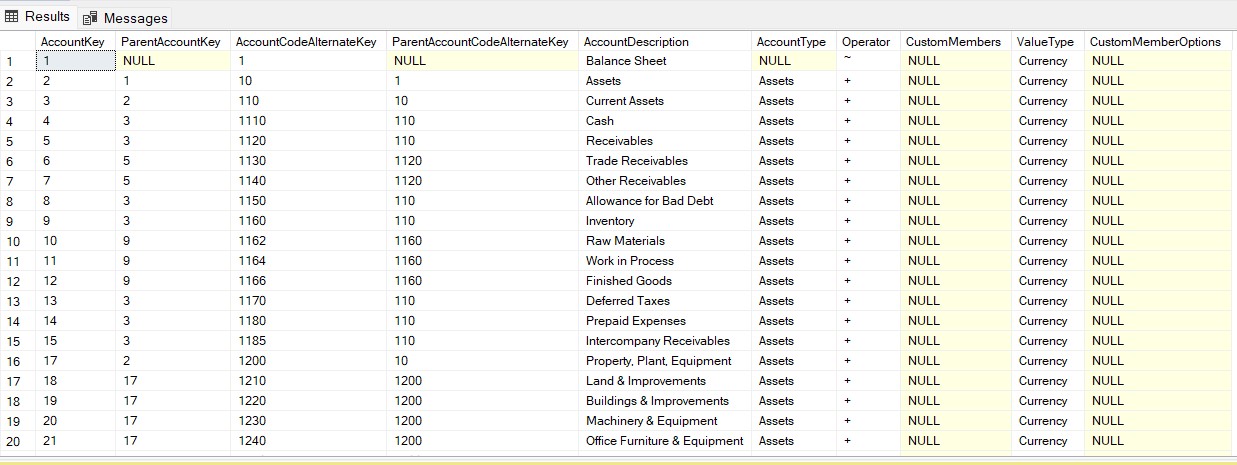 Results Messages
AccountKey ParentAccountKey AccountCodeAlternateKey ParentAccountCodeAlternateKey AccountDescription AccountType Operator CustomMembers ValueType CustomMemberOptions
1 1 NULL 1 NULL Balance Sheet NULL ~ NULL Currency NULL
2 2 1 10 1 Assets Assets + NULL Currency NULL
3 3 2 110 10 Current Assets Assets + NULL Currency NULL
4 4 3 1110 110 Cash Assets + NULL Currency NULL
5 5 3 1120 110 Receivables Assets + NULL Currency NULL
6 6 5 1130 1120 Trade Receivables Assets + NULL Currency NULL
7 7 5 1140 1120 Other Receivables Assets + NULL Currency NULL
8 8 3 1150 110 Allowance for Bad Debt Assets + NULL Currency NULL
9 9 3 1160 110 Inventory Assets + NULL Currency NULL
10 10 9 1162 1160 Raw Materials Assets + NULL Currency NULL
11 11 9 1164 1160 Work in Process Assets + NULL Currency NULL
12 12 9 1166 1160 Finished Goods Assets + NULL Currency NULL
13 13 3 1170 110 Deferred Taxes Assets + NULL Currency NULL
14 14 3 1180 110 Prepaid Expenses Assets + NULL Currency NULL
15 15 3 1185 110 Intercompany Receivables Assets + NULL Currency NULL
16 17 2 1200 10 Property, Plant, Equipment Assets + NULL Currency NULL
17 18 17 1210 1200 Land & Improvements Assets + NULL Currency NULL
18 19 17 1220 1200 Buildings & Improvements Assets + NULL Currency NULL
19 20 17 1230 1200 Machinery & Equipment Assets + NULL Currency NULL
20 21 17 1240 1200 Office Furniture & Equipment Assets + NULL Currency NULL